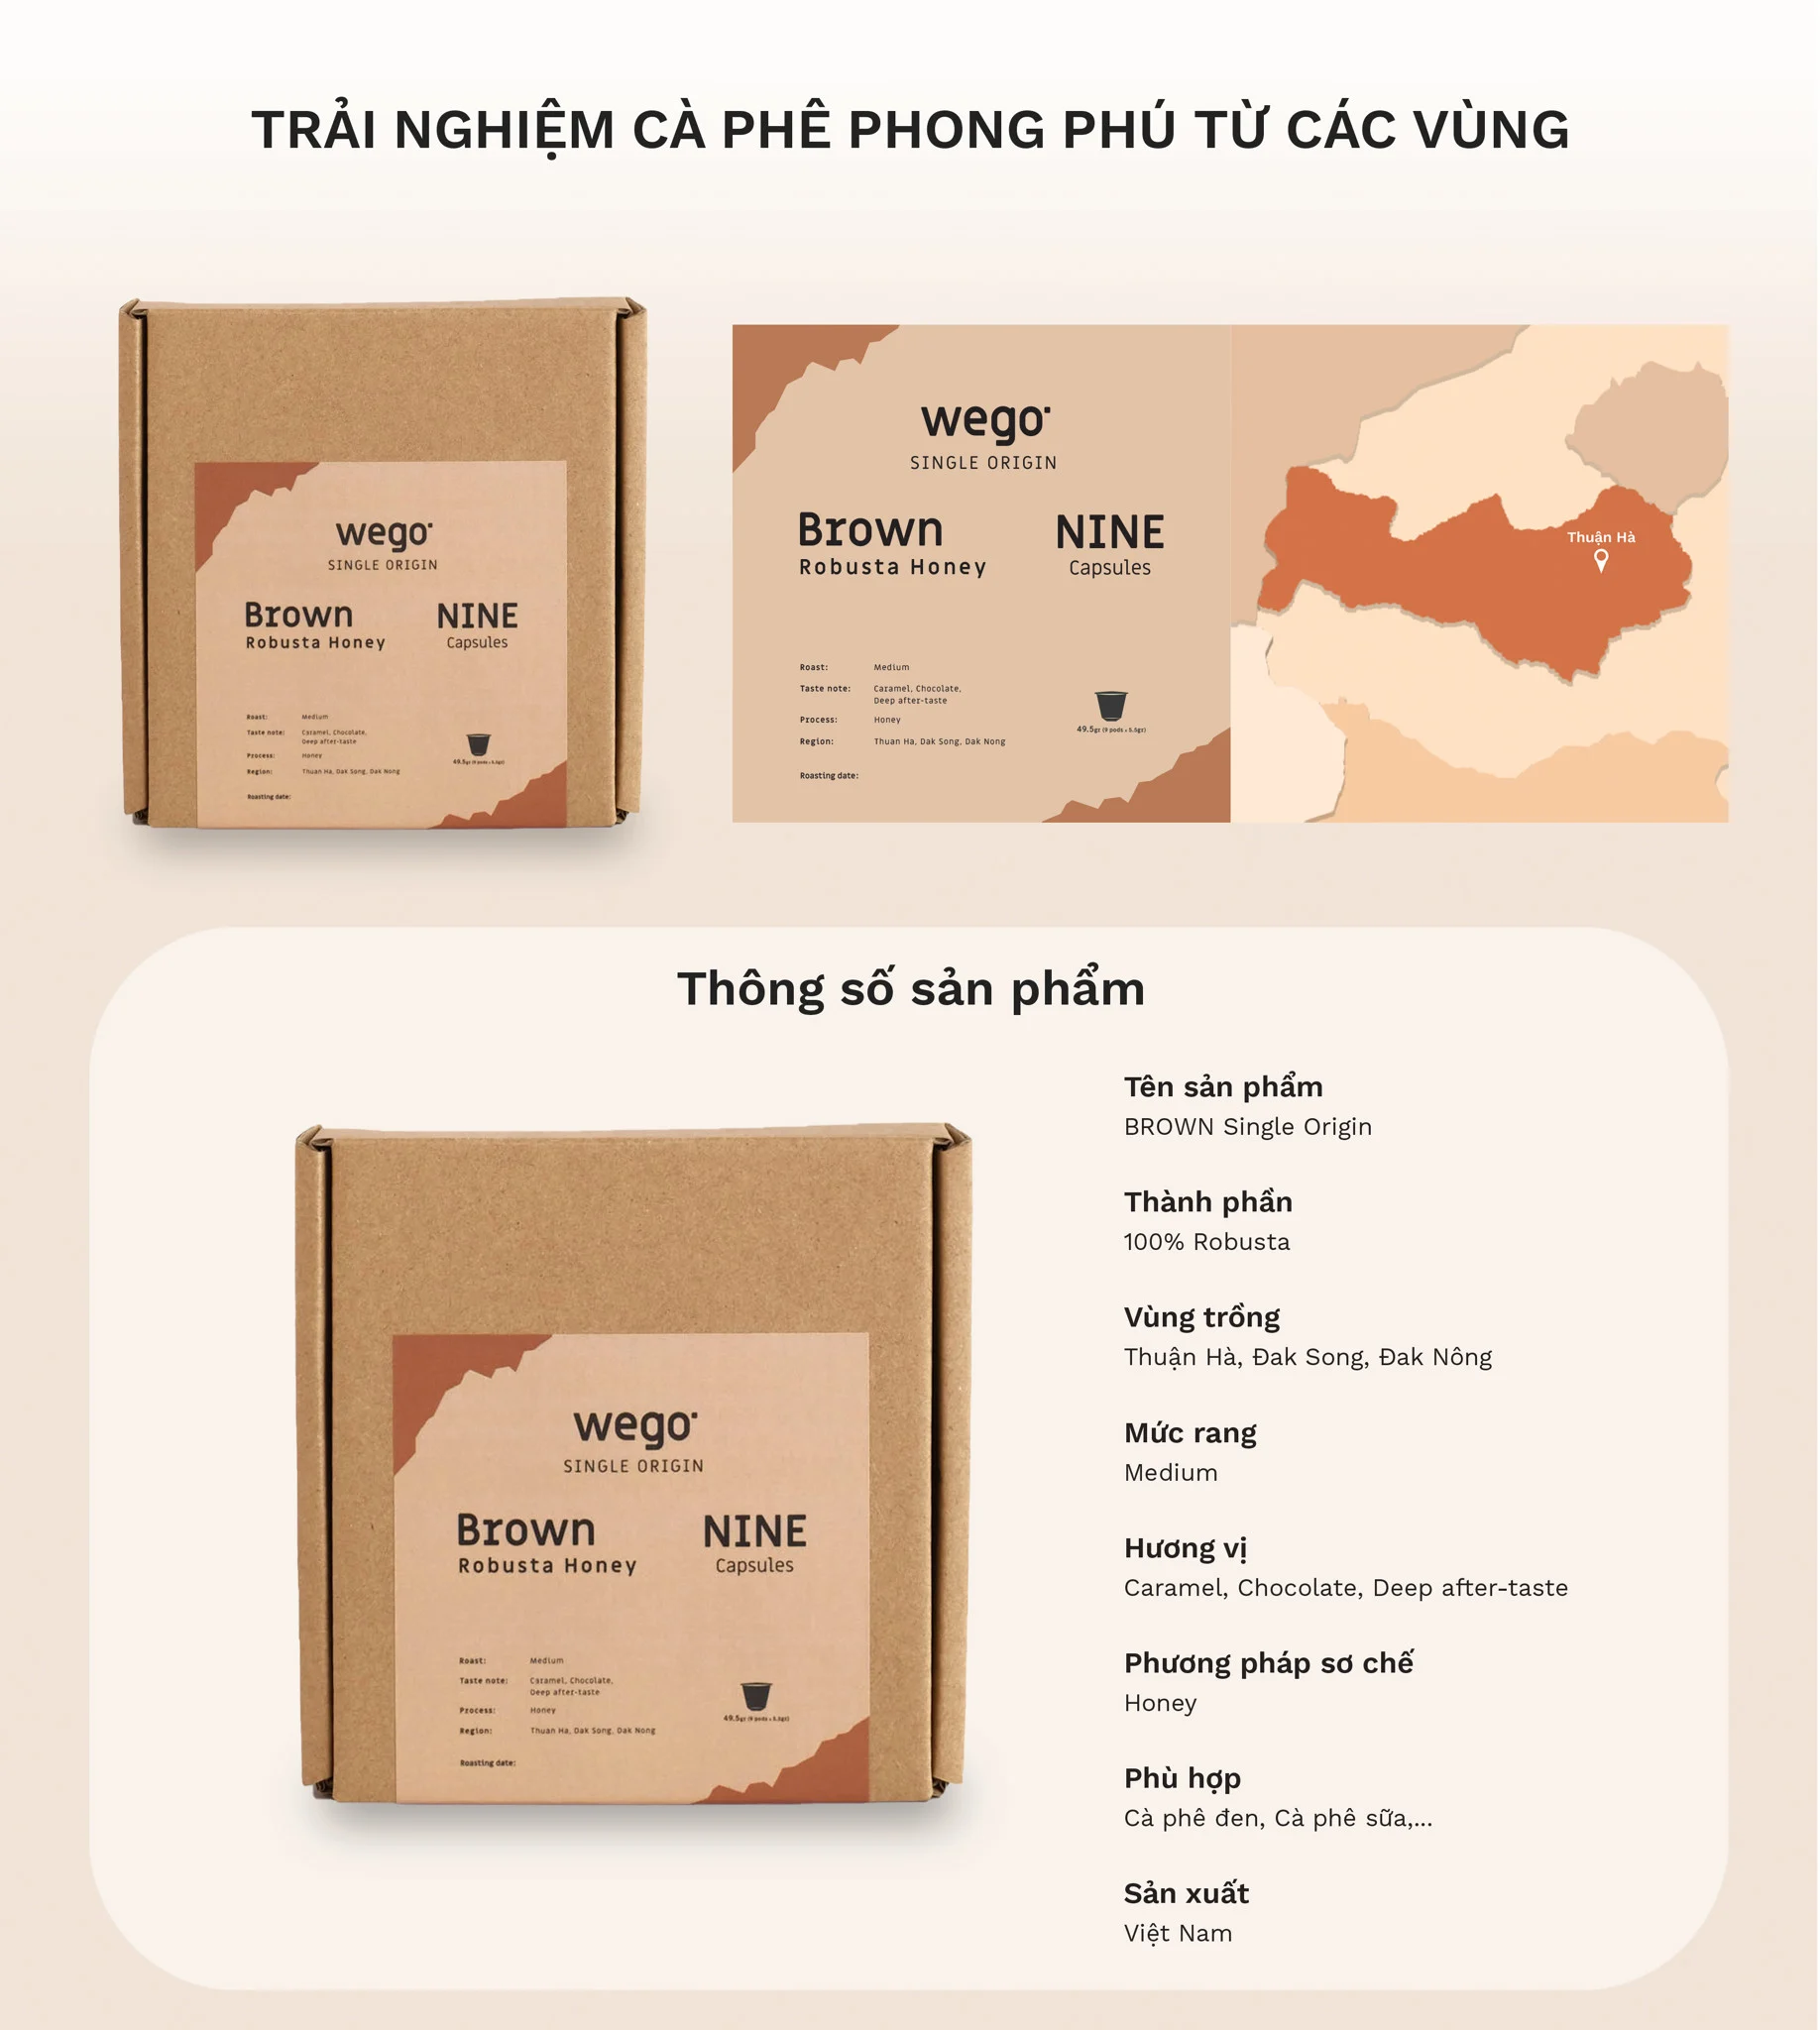 TRẢI NGHIỆM CÀ PHÊ PHONG PHÚ TỪ CÁC VÙNG
wego
SINGLE ORIGIN
Brown
Robusta Honey
NINE
Capsules
Roast: Medium
Taste note: Caramel, Chocolate,
Deep after-taste
Process: Honey
Region: Thuan Ha, Dak Song, Dak Nong
Roasting date:
49.5gr (9 pods x 5.5gr)
wego
SINGLE ORIGIN
Brown
Robusta Honey
NINE
Capsules
Roast: Medium
Taste note: Caramel, Chocolate,
Deep after-taste
Process: Honey
Region: Thuan Ha, Dak Song, Dak Nong
Roasting date:
49.5gr (9 pods x 5.5gr)
Thuận Hà
Thông số sản phẩm
wego
SINGLE ORIGIN
Brown
Robusta Honey
NINE
Capsules
Roast: Medium
Taste note: Caramel, Chocolate,
Deep after-taste
Process: Honey
Region: Thuan Ha, Dak Song, Dak Nong
Roasting date:
49.5gr (9 pods x 5.5gr)
Tên sản phẩm
BROWN Single Origin
Thành phần
100% Robusta
Vùng trồng
Thuận Hà, Đak Song, Đak Nông
Mức rang
Medium
Hương vị
Caramel, Chocolate, Deep after-taste
Phương pháp sơ chế
Honey
Phù hợp
Cà phê đen, Cà phê sữa,...
Sản xuất
Việt Nam